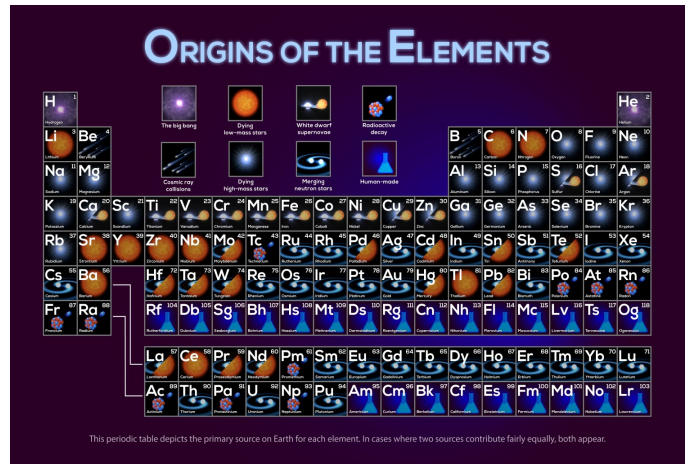 ORIGINS OF THE ELEMENTS
The big bang
Dying low-mass stars
White dwarf supernovae
Radioactive decay
Cosmic ray collisions
Dying high-mass stars
Merging neutron stars
Human-made
H 1 He 2
Hydrogen Helium
Li 3 Be 4 B 5 C 6 N 7 O 8 F 9 Ne 10
Lithium Beryllium Boron Carbon Nitrogen Oxygen Fluorine Neon
Na 11 Mg 12 Al 13 Si 14 P 15 S 16 Cl 17 Ar 18
Sodium Magnesium Aluminum Silicon Phosphorus Sulfur Chlorine Argon
K 19 Ca 20 Sc 21 Ti 22 V 23 Cr 24 Mn 25 Fe 26 Co 27 Ni 28 Cu 29 Zn 30 Ga 31 Ge 32 As 33 Se 34 Br 35 Kr 36
Potassium Calcium Scandium Titanium Vanadium Chromium Manganese Iron Cobalt Nickel Copper Zinc Gallium Germanium Arsenic Selenium Bromine Krypton
Rb 37 Sr 38 Y 39 Zr 40 Nb 41 Mo 42 Tc 43 Ru 44 Rh 45 Pd 46 Ag 47 Cd 48 In 49 Sn 50 Sb 51 Te 52 I 53 Xe 54
Rubidium Strontium Yttrium Zirconium Niobium Molybdenum Technetium Ruthenium Rhodium Palladium Silver Cadmium Indium Tin Antimony Tellurium Iodine Xenon
Cs 55 Ba 56 Hf 72 Ta 73 W 74 Re 75 Os 76 Ir 77 Pt 78 Au 79 Hg 80 Tl 81 Pb 82 Bi 83 Po 84 At 85 Rn 86
Cesium Barium Hafnium Tantalum Tungsten Rhenium Osmium Iridium Platinum Gold Mercury Thallium Lead Bismuth Polonium Astatine Radon
Fr 87 Ra 88 Rf 104 Db 105 Sg 106 Bh 107 Hs 108 Mt 109 Ds 110 Rg 111 Cn 112 Nh 113 Fl 114 Mc 115 Lv 116 Ts 117 Og 118
Francium Radium Rutherfordium Dubnium Seaborgium Bohrium Hassium Meitnerium Darmstadtium Roentgenium Copernicium Nihonium Flerovium Moscovium Livermorium Tennessine Oganesson
La 57 Ce 58 Pr 59 Nd 60 Pm 61 Sm 62 Eu 63 Gd 64 Tb 65 Dy 66 Ho 67 Er 68 Tm 69 Yb 70 Lu 71
Lanthanum Cerium Praseodymium Neodymium Promethium Samarium Europium Gadolinium Terbium Dysprosium Holmium Erbium Thulium Ytterbium Lutetium
Ac 89 Th 90 Pa 91 U 92 Np 93 Pu 94 Am 95 Cm 96 Bk 97 Cf 98 Es 99 Fm 100 Md 101 No 102 Lr 103
Actinium Thorium Protactinium Uranium Neptunium Plutonium Americium Curium Berkelium Californium Einsteinium Fermium Mendelevium Nobelium Lawrencium
This periodic table depicts the primary source on Earth for each element. In cases where two sources contribute fairly equally, both appear.